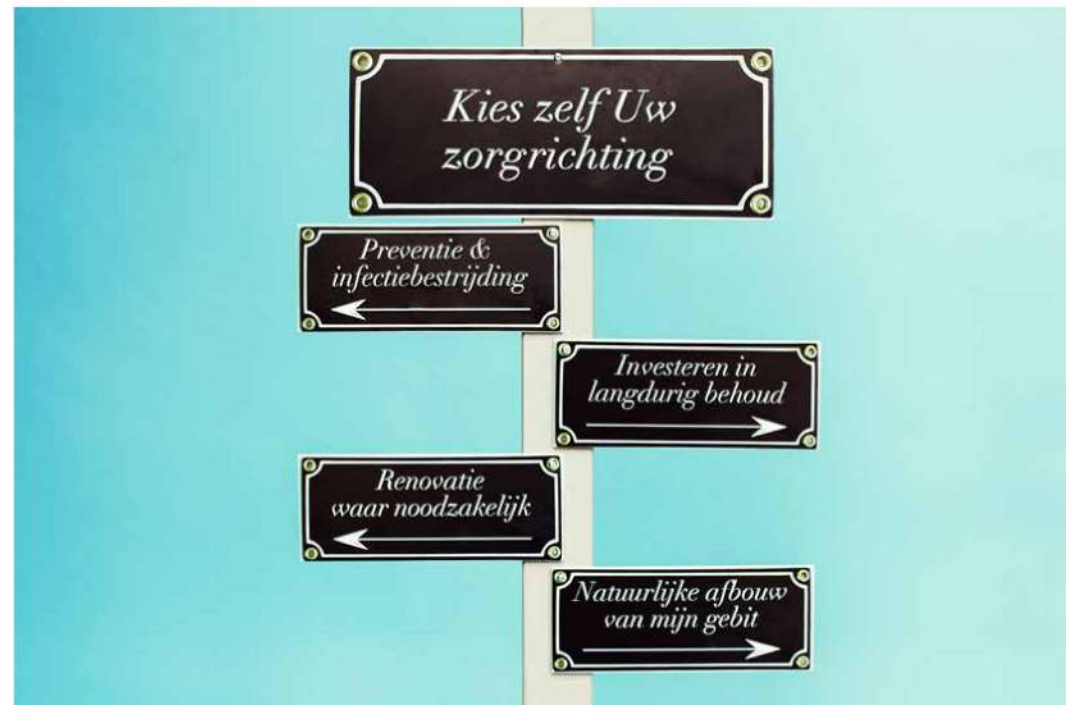 Kies zelf Uw
zorgrichting
Preventie &
infectiebestrijding
Investeren in
langdurig behoud
Renovatie
waar noodzakelijk
Natuurlijke afbouw
van mijn gebit